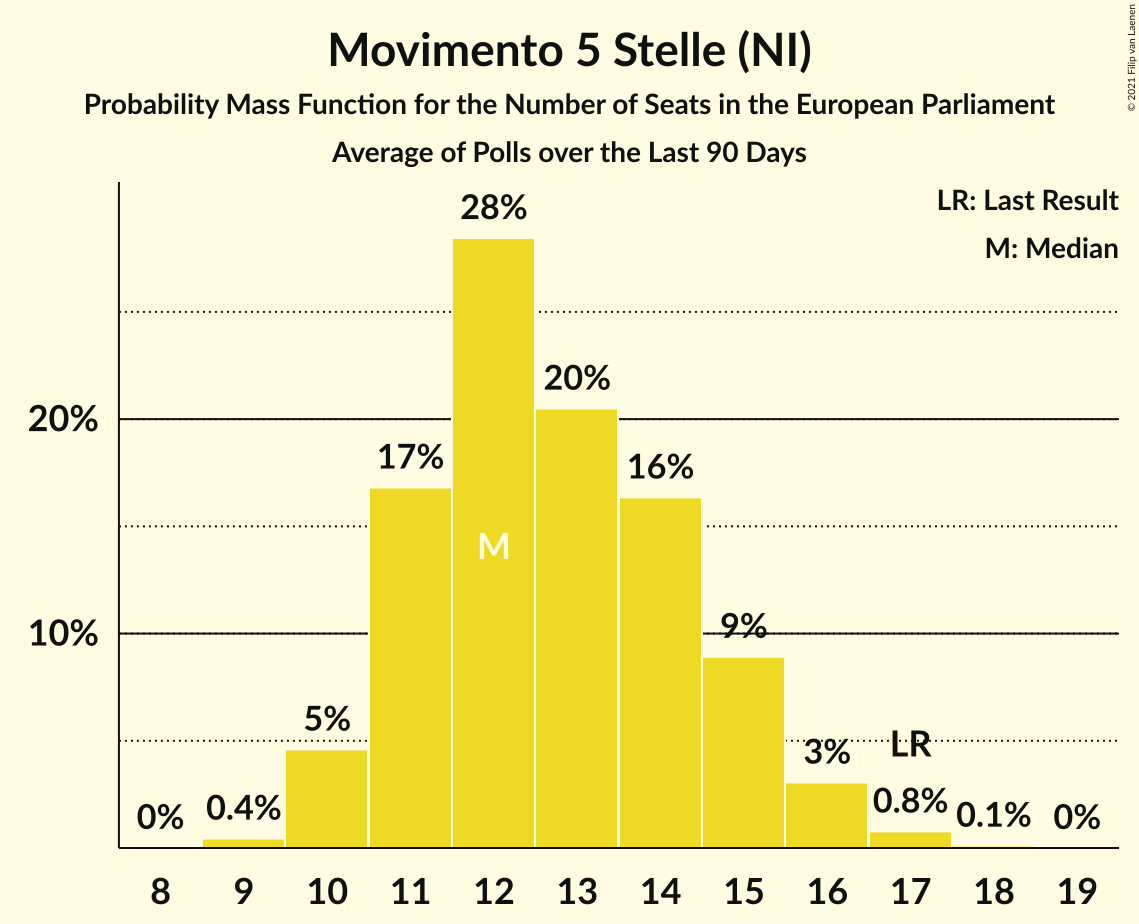 Movimento 5 Stelle (NI)
Probability Mass Function for the Number of Seats in the European Parliament
Average of Polls over the Last 90 Days
© 2021 Filip van Laenen
LR: Last Result
M: Median
28%
20%
20%
17%
16%
M
10%
9%
5%
3%
LR
0%
0.4%
0.8%
0.1%
0%
8 9 10 11 12 13 14 15 16 17 18 19